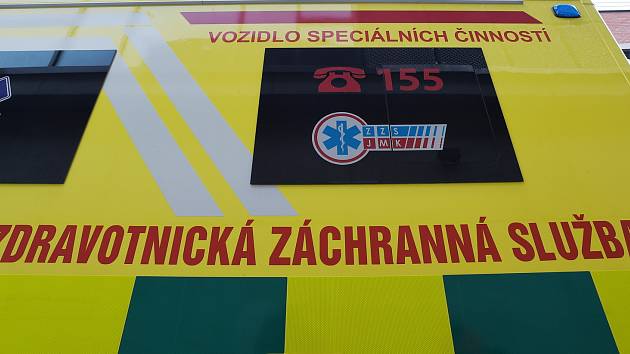 VOZIDLO SPECIÁLNÍCH ČINNOSTÍ
155
ZZS
JMK
ZDRAVOTNICKÁ ZÁCHRANNÁ SLUŽBA